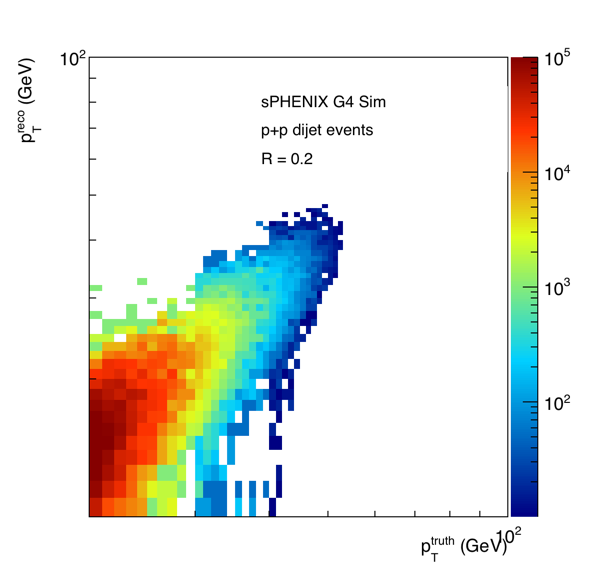 10²
10⁵
p_T^reco (GeV)
sPHENIX G4 Sim
p+p dijet events
R = 0.2
10⁴
10³
10²
10²
p_T^truth (GeV)